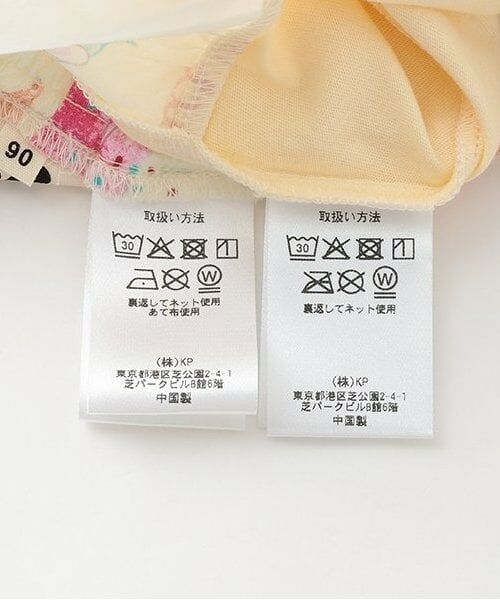 90
取扱い方法
30
W
裏返してネット使用
あて布使用
(株)KP
東京都港区芝公園2-4-1
芝パークビルB館6階
中国製
取扱い方法
30
W
裏返してネット使用
(株)KP
東京都港区芝公園2-4-1
芝パークビルB館6階
中国製